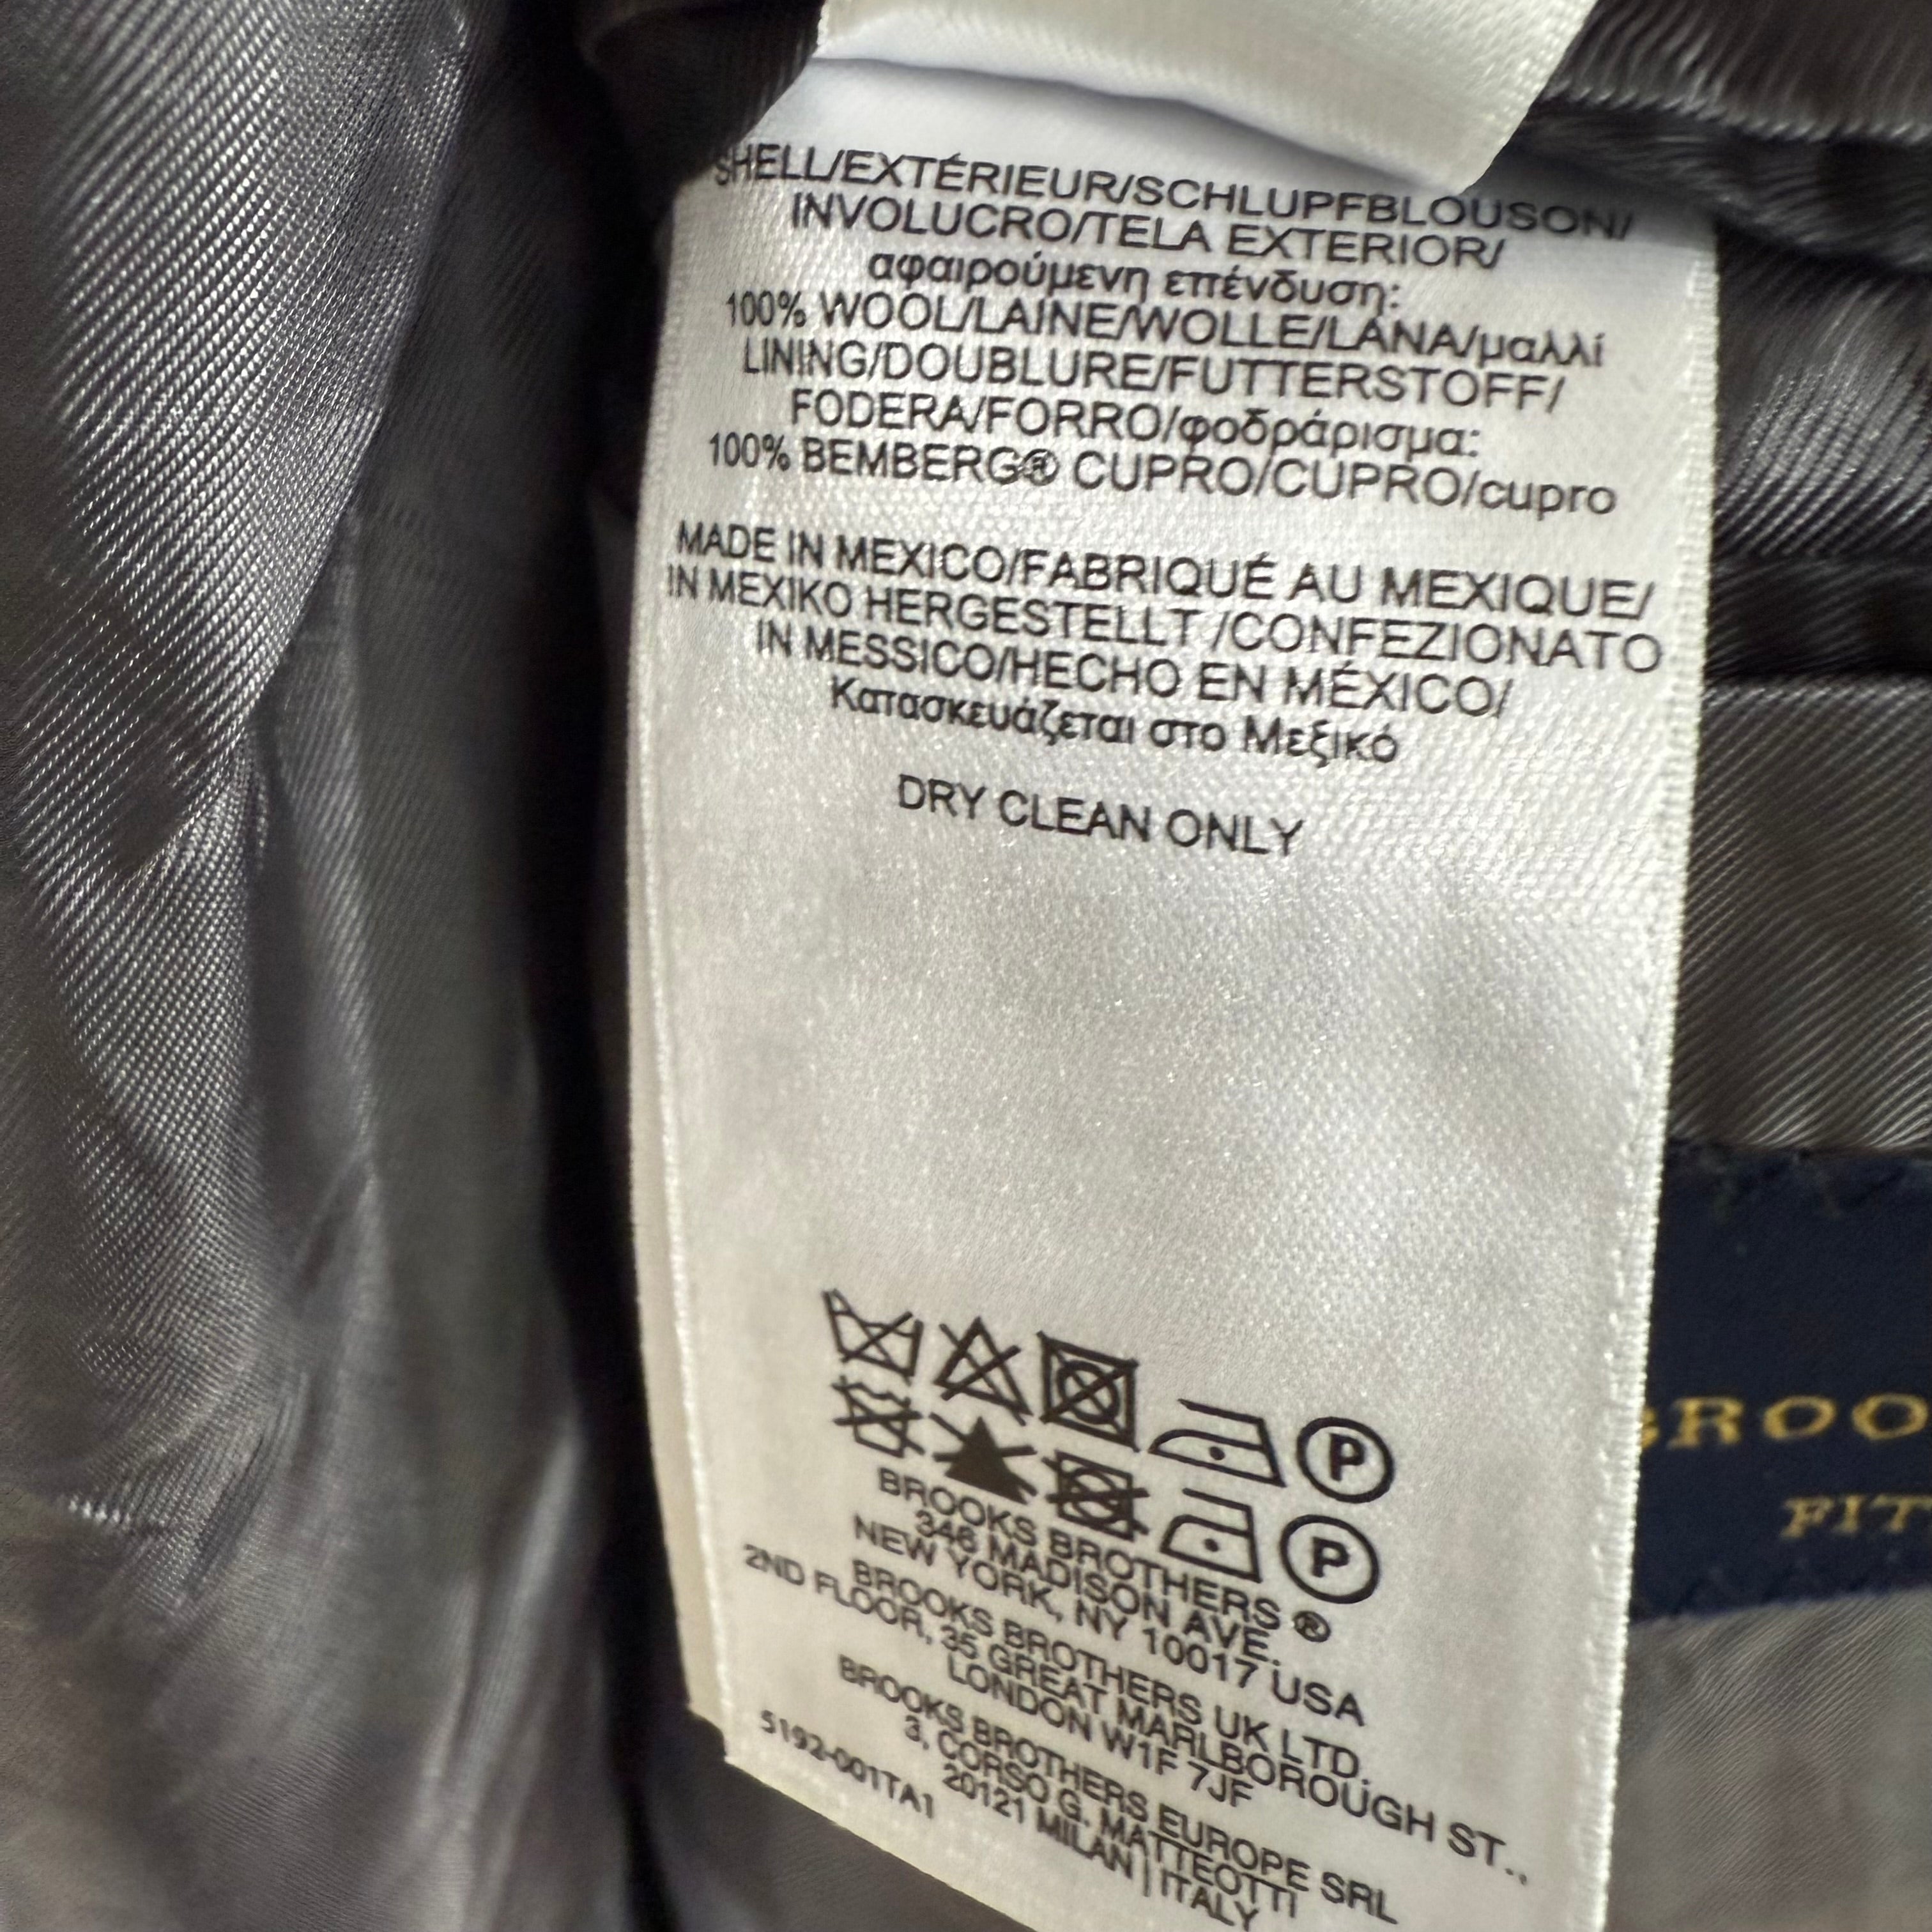 SHELL/EXTÉRIEUR/SCHLUPFBLOUSON/
INVOLUCRO/TELA EXTERIOR/
αφαιρούμενη επένδυση:
100% WOOL/LAINE/WOLLE/LANA/μαλλί
LINING/DOUBLURE/FUTTERSTOFF/
FODERA/FORRO/φοδράρισμα:
100% BEMBERG® CUPRO/CUPRO/cupro
MADE IN MEXICO/FABRIQUÉ AU MEXIQUE/
IN MEXIKO HERGESTELLT /CONFEZIONATO
IN MESSICO/HECHO EN MÉXICO/
Κατασκευάζεται στο Μεξικό
DRY CLEAN ONLY
P
P
BROOKS BROTHERS ®
346 MADISON AVE.
NEW YORK, NY 10017 USA
BROOKS BROTHERS UK LTD.
2ND FLOOR, 35 GREAT MARLBOROUGH ST.,
LONDON W1F 7JF
BROOKS BROTHERS EUROPE SRL
3, CORSO G. MATTEOTTI
20121 MILAN | ITALY
5192-001TA1
BROO
FIT